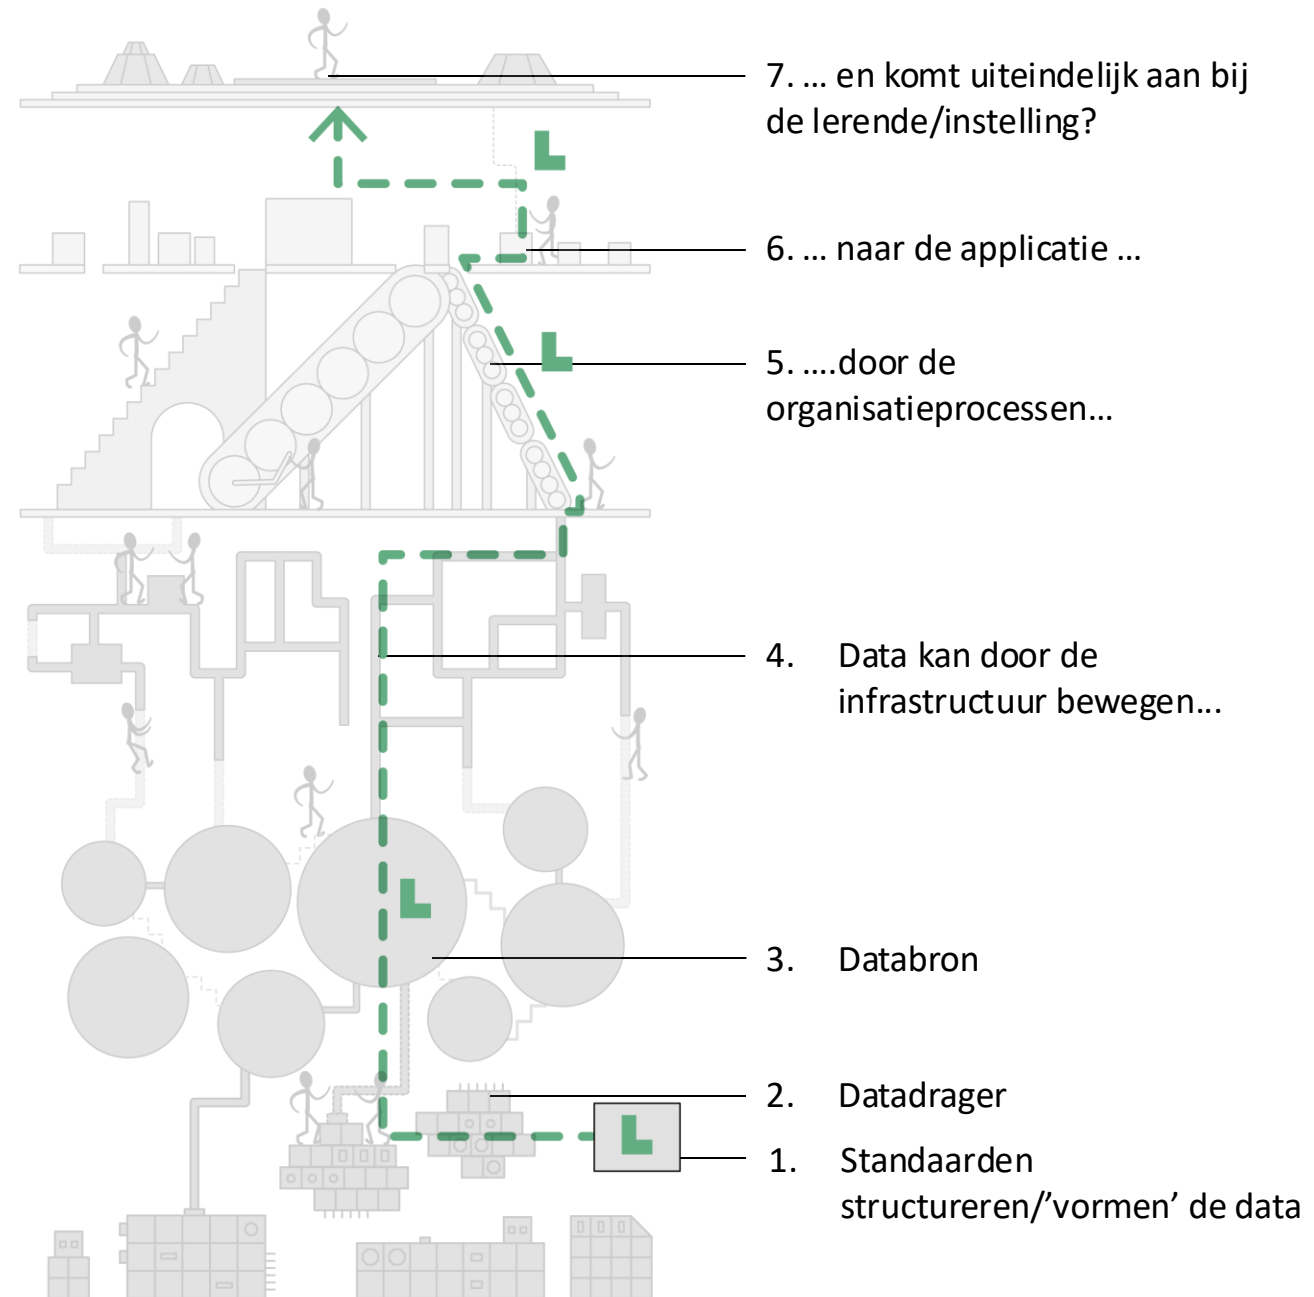 7. ... en komt uiteindelijk aan bij
de lerende/instelling?
6. ... naar de applicatie ...
5. ....door de
organisatieprocessen...
4. Data kan door de
infrastructuur bewegen...
3. Databron
2. Datadrager
1. Standaarden
structureren/’vormen’ de data